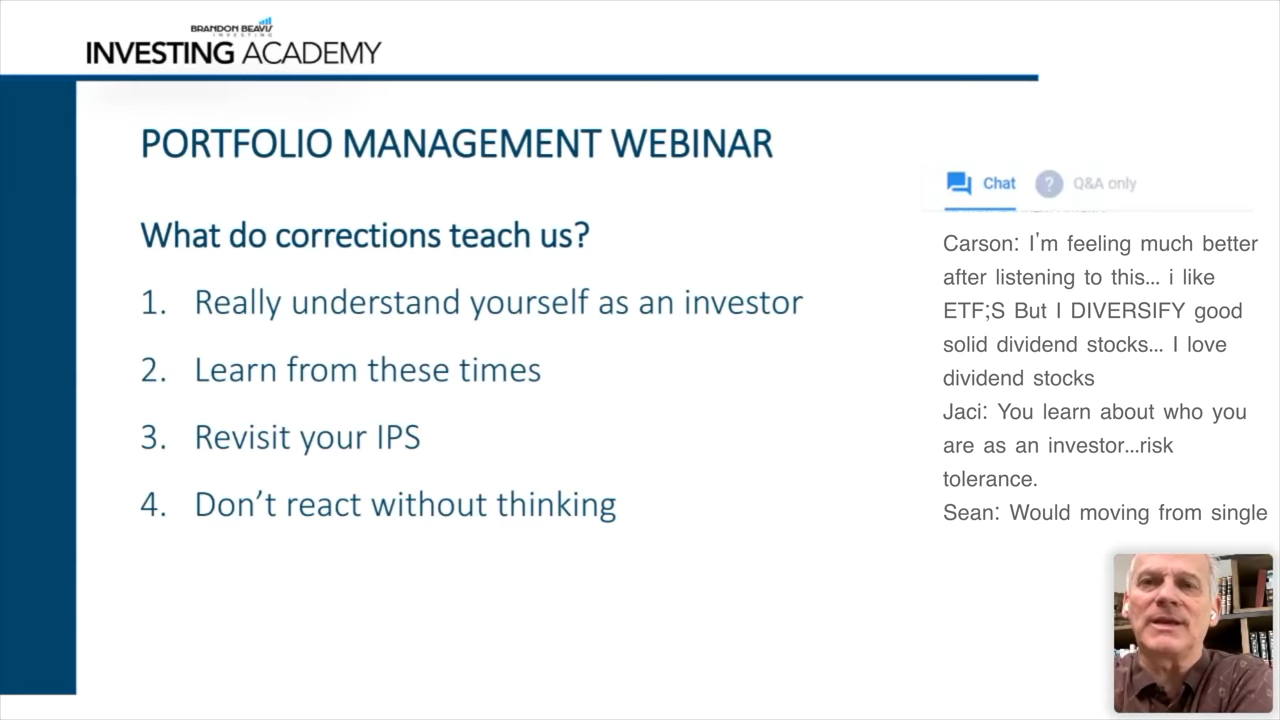 BRANDON BEAVIS
INVESTING
INVESTING ACADEMY
PORTFOLIO MANAGEMENT WEBINAR
What do corrections teach us?
1. Really understand yourself as an investor
2. Learn from these times
3. Revisit your IPS
4. Don’t react without thinking
Chat ? Q&A only
Carson: I'm feeling much better
after listening to this... i like
ETF;S But I DIVERSIFY good
solid dividend stocks... I love
dividend stocks
Jaci: You learn about who you
are as an investor...risk
tolerance.
Sean: Would moving from single